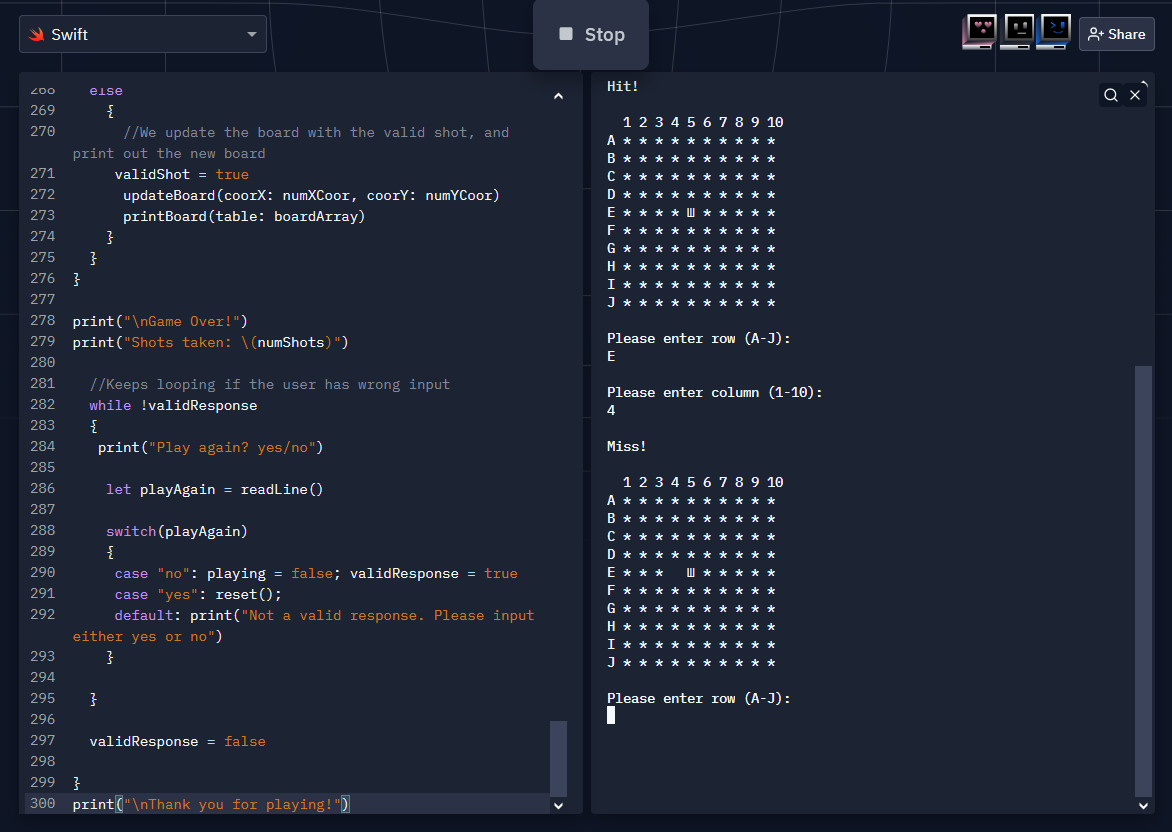 Swift
Stop
Share
268 else
269 {
270 //We update the board with the valid shot, and
print out the new board
271 validShot = true
272 updateBoard(coorX: numXCoor, coorY: numYCoor)
273 printBoard(table: boardArray)
274 }
275 }
276 }
277
278 print("\nGame Over!")
279 print("Shots taken: \(numShots)")
280
281 //Keeps looping if the user has wrong input
282 while !validResponse
283 {
284 print("Play again? yes/no")
285
286 let playAgain = readLine()
287
288 switch(playAgain)
289 {
290 case "no": playing = false; validResponse = true
291 case "yes": reset();
292 default: print("Not a valid response. Please input
either yes or no")
293 }
294
295 }
296
297 validResponse = false
298
299 }
300 print("\nThank you for playing!")
Hit!
1 2 3 4 5 6 7 8 9 10
A * * * * * * * * * *
B * * * * * * * * * *
C * * * * * * * * * *
D * * * * * * * * * *
E * * * * Ш * * * * *
F * * * * * * * * * *
G * * * * * * * * * *
H * * * * * * * * * *
I * * * * * * * * * *
J * * * * * * * * * *
Please enter row (A-J):
E
Please enter column (1-10):
4
Miss!
1 2 3 4 5 6 7 8 9 10
A * * * * * * * * * *
B * * * * * * * * * *
C * * * * * * * * * *
D * * * * * * * * * *
E * * *   Ш * * * * *
F * * * * * * * * * *
G * * * * * * * * * *
H * * * * * * * * * *
I * * * * * * * * * *
J * * * * * * * * * *
Please enter row (A-J):